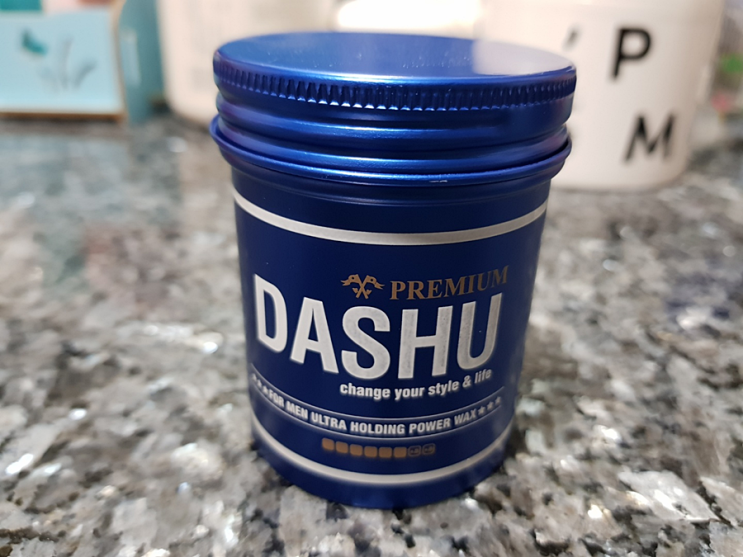 PREMIUM
DASHU
change your style & life
★★★FOR MEN ULTRA HOLDING POWER WAX★★★
P
M